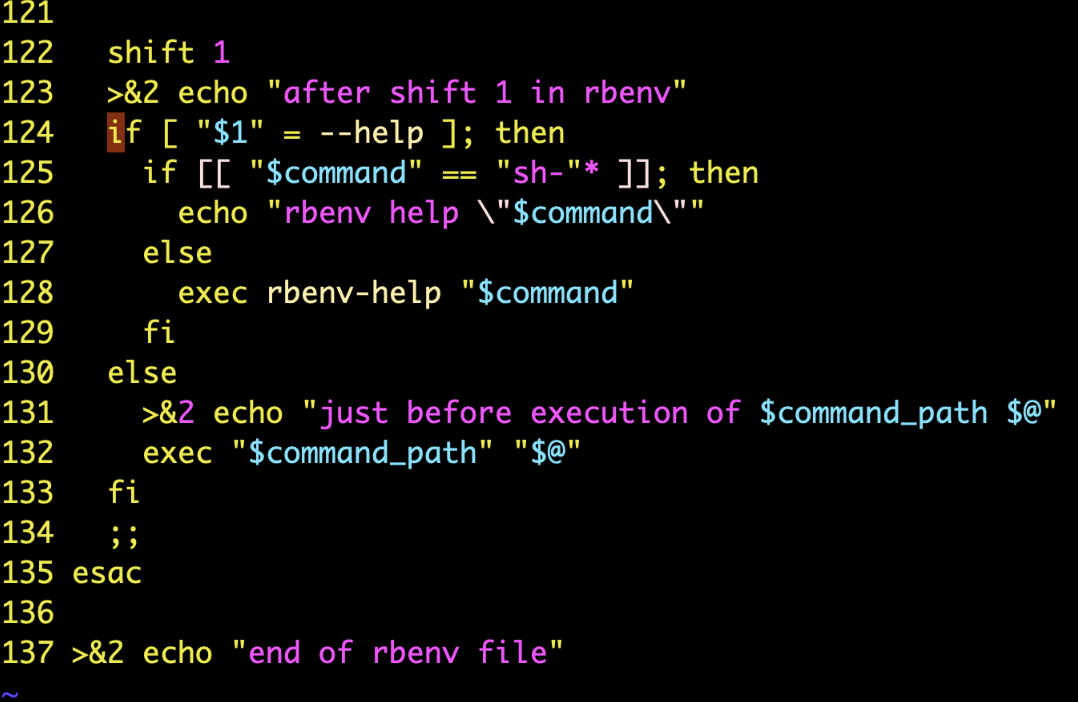 121
122   shift 1
123   >&2 echo "after shift 1 in rbenv"
124   if [ "$1" = --help ]; then
125     if [[ "$command" == "sh-"* ]]; then
126       echo "rbenv help \"$command\""
127     else
128       exec rbenv-help "$command"
129     fi
130   else
131     >&2 echo "just before execution of $command_path $@"
132     exec "$command_path" "$@"
133   fi
134   ;;
135 esac
136
137 >&2 echo "end of rbenv file"
~